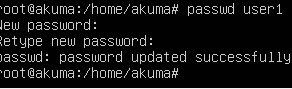 root@akuma:/home/akuma# passwd user1
New password:
Retype new password:
passwd: password updated successfully
root@akuma:/home/akuma#